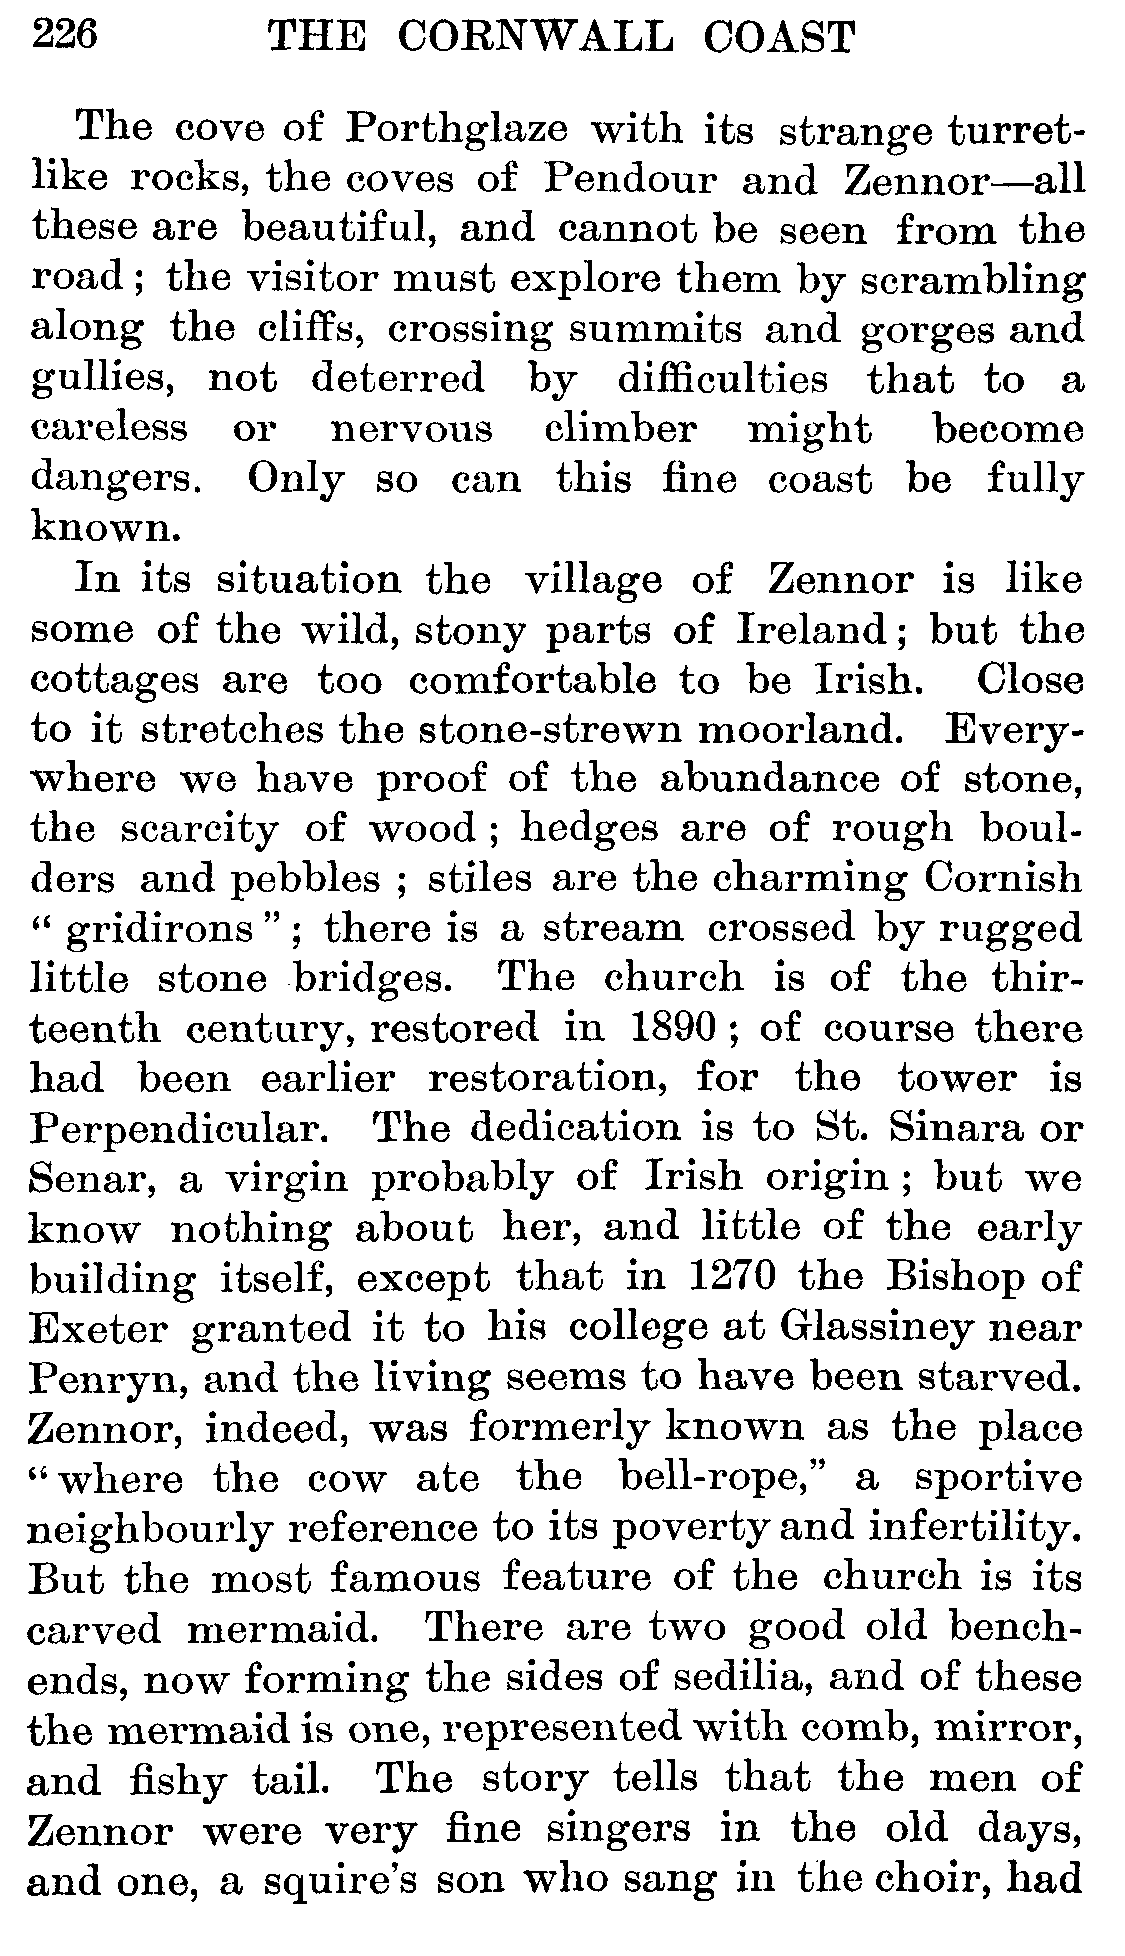 226 THE CORNWALL COAST
The cove of Porthglaze with its strange turret-
like rocks, the coves of Pendour and Zennor—all
these are beautiful, and cannot be seen from the
road ; the visitor must explore them by scrambling
along the cliffs, crossing summits and gorges and
gullies, not deterred by difficulties that to a
careless or nervous climber might become
dangers. Only so can this fine coast be fully
known.
In its situation the village of Zennor is like
some of the wild, stony parts of Ireland ; but the
cottages are too comfortable to be Irish. Close
to it stretches the stone-strewn moorland. Every-
where we have proof of the abundance of stone,
the scarcity of wood ; hedges are of rough boul-
ders and pebbles ; stiles are the charming Cornish
“ gridirons ” ; there is a stream crossed by rugged
little stone bridges. The church is of the thir-
teenth century, restored in 1890 ; of course there
had been earlier restoration, for the tower is
Perpendicular. The dedication is to St. Sinara or
Senar, a virgin probably of Irish origin ; but we
know nothing about her, and little of the early
building itself, except that in 1270 the Bishop of
Exeter granted it to his college at Glassiney near
Penryn, and the living seems to have been starved.
Zennor, indeed, was formerly known as the place
“ where the cow ate the bell-rope,” a sportive
neighbourly reference to its poverty and infertility.
But the most famous feature of the church is its
carved mermaid. There are two good old bench-
ends, now forming the sides of sedilia, and of these
the mermaid is one, represented with comb, mirror,
and fishy tail. The story tells that the men of
Zennor were very fine singers in the old days,
and one, a squire’s son who sang in the choir, had